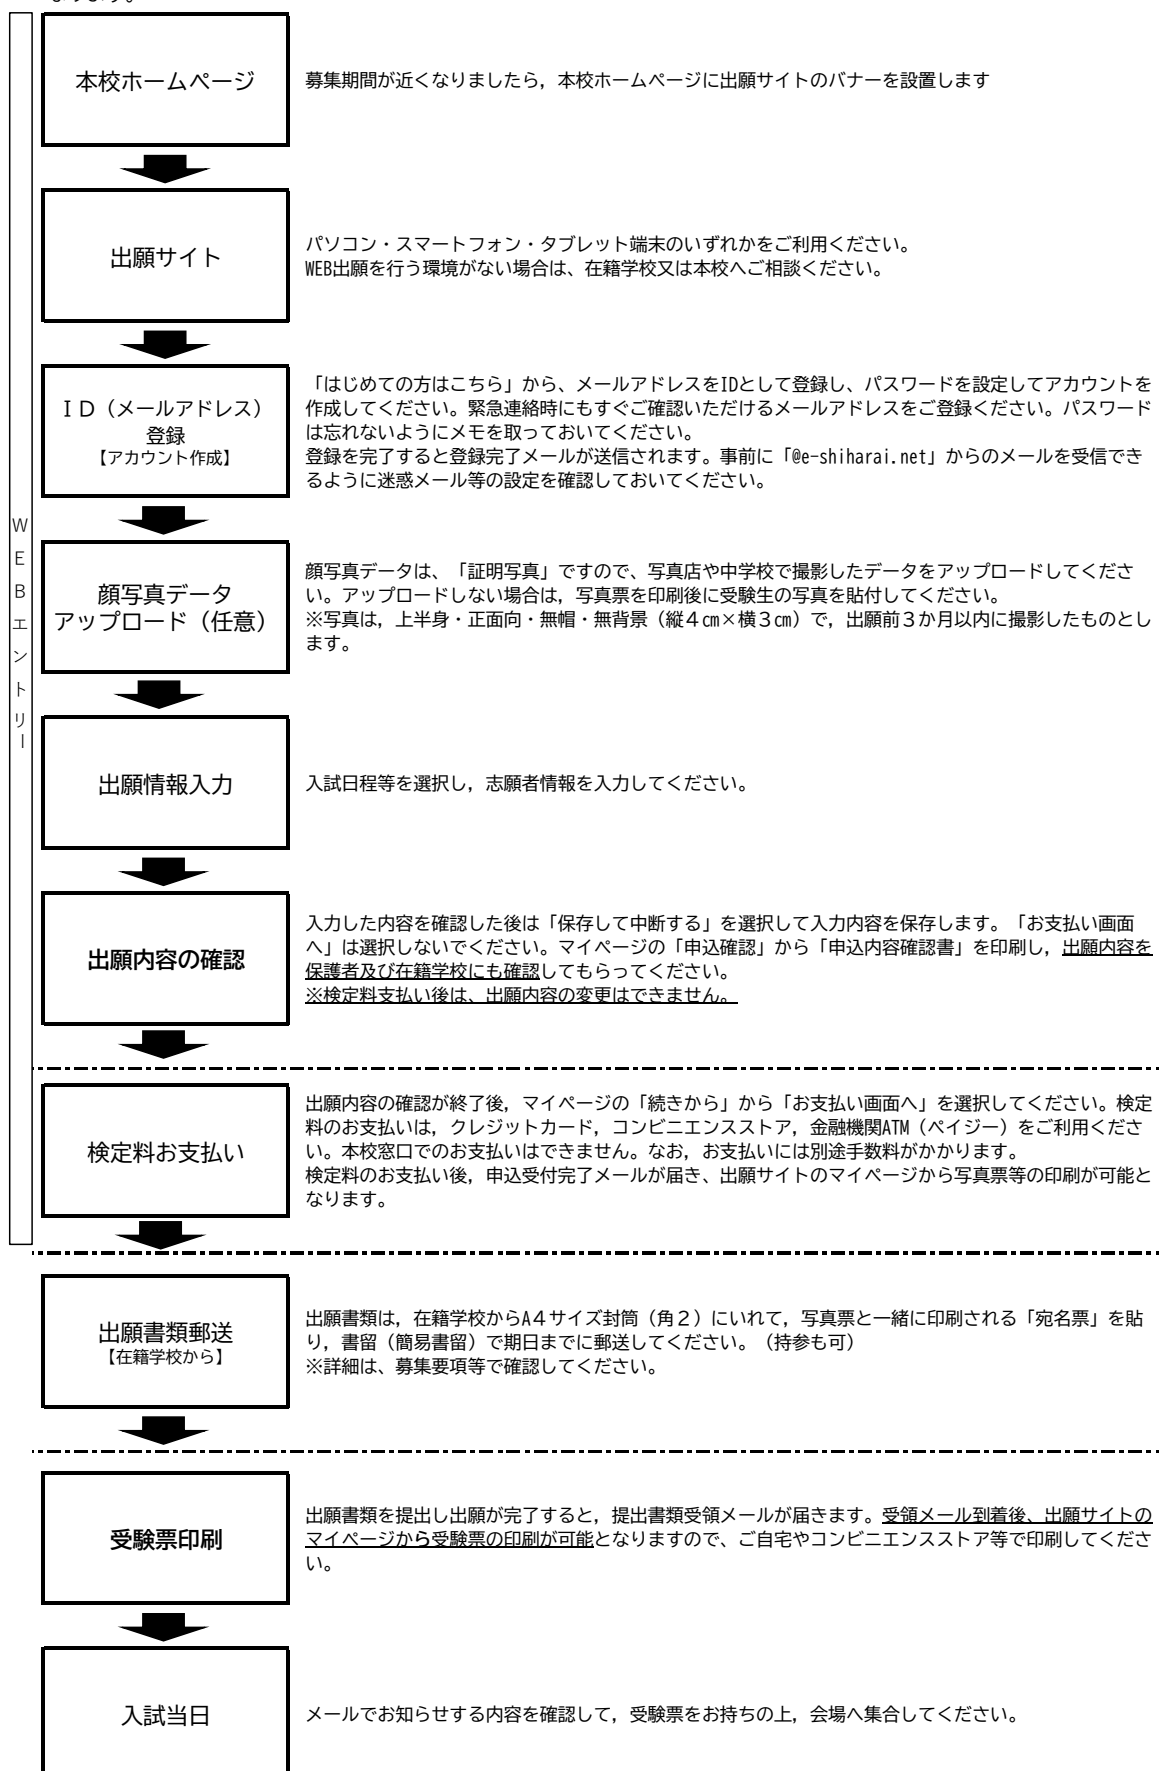 本校ホームページ
募集期間が近くなりましたら，本校ホームページに出願サイトのバナーを設置します
出願サイト
パソコン・スマートフォン・タブレット端末のいずれかをご利用ください。
WEB出願を行う環境がない場合は、在籍学校又は本校へご相談ください。
ＩＤ（メールアドレス）
登録
【アカウント作成】
「はじめての方はこちら」から、メールアドレスをIDとして登録し、パスワードを設定してアカウントを
作成してください。緊急連絡時にもすぐご確認いただけるメールアドレスをご登録ください。パスワード
は忘れないようにメモを取っておいてください。
登録を完了すると登録完了メールが送信されます。事前に「@e-shiharai.net」からのメールを受信でき
るように迷惑メール等の設定を確認しておいてください。
ＷＥＢエントリー
顔写真データ
アップロード（任意）
顔写真データは、「証明写真」ですので、写真店や中学校で撮影したデータをアップロードしてくださ
い。アップロードしない場合は，写真票を印刷後に受験生の写真を貼付してください。
※写真は，上半身・正面向・無帽・無背景（縦４㎝×横３㎝）で，出願前３か月以内に撮影したものとし
ます。
出願情報入力
入試日程等を選択し，志願者情報を入力してください。
出願内容の確認
入力した内容を確認した後は「保存して中断する」を選択して入力内容を保存します。「お支払い画面
へ」は選択しないでください。マイページの「申込確認」から「申込内容確認書」を印刷し，出願内容を
保護者及び在籍学校にも確認してもらってください。
※検定料支払い後は、出願内容の変更はできません。
検定料お支払い
出願内容の確認が終了後，マイページの「続きから」から「お支払い画面へ」を選択してください。検定
料のお支払いは，クレジットカード，コンビニエンスストア，金融機関ATM（ペイジー）をご利用くださ
い。本校窓口でのお支払いはできません。なお，お支払いには別途手数料がかかります。
検定料のお支払い後，申込受付完了メールが届き、出願サイトのマイページから写真票等の印刷が可能と
なります。
出願書類郵送
【在籍学校から】
出願書類は，在籍学校からA４サイズ封筒（角２）にいれて，写真票と一緒に印刷される「宛名票」を貼
り，書留（簡易書留）で期日までに郵送してください。（持参も可）
※詳細は、募集要項等で確認してください。
受験票印刷
出願書類を提出し出願が完了すると，提出書類受領メールが届きます。受領メール到着後、出願サイトの
マイページから受験票の印刷が可能となりますので、ご自宅やコンビニエンスストア等で印刷してくださ
い。
入試当日
メールでお知らせする内容を確認して，受験票をお持ちの上，会場へ集合してください。